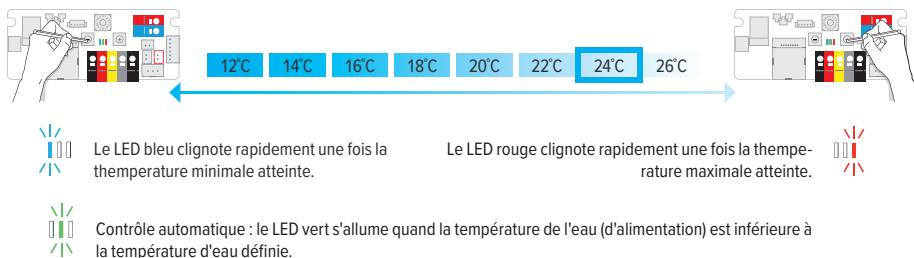 12°C 14°C 16°C 18°C 20°C 22°C 24°C 26°C
Le LED bleu clignote rapidement une fois la
themperature minimale atteinte.
Le LED rouge clignote rapidement une fois la thempe-
rature maximale atteinte.
Contrôle automatique : le LED vert s'allume quand la température de l'eau (d'alimentation) est inférieure à
la température d'eau définie.